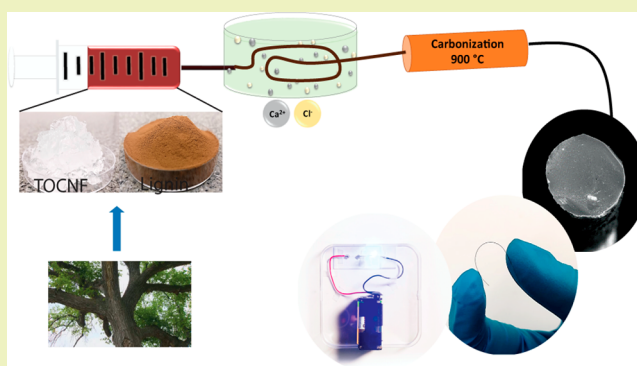 Carbonization
900 °C
Ca²⁺
Cl⁻
TOCNF
Lignin